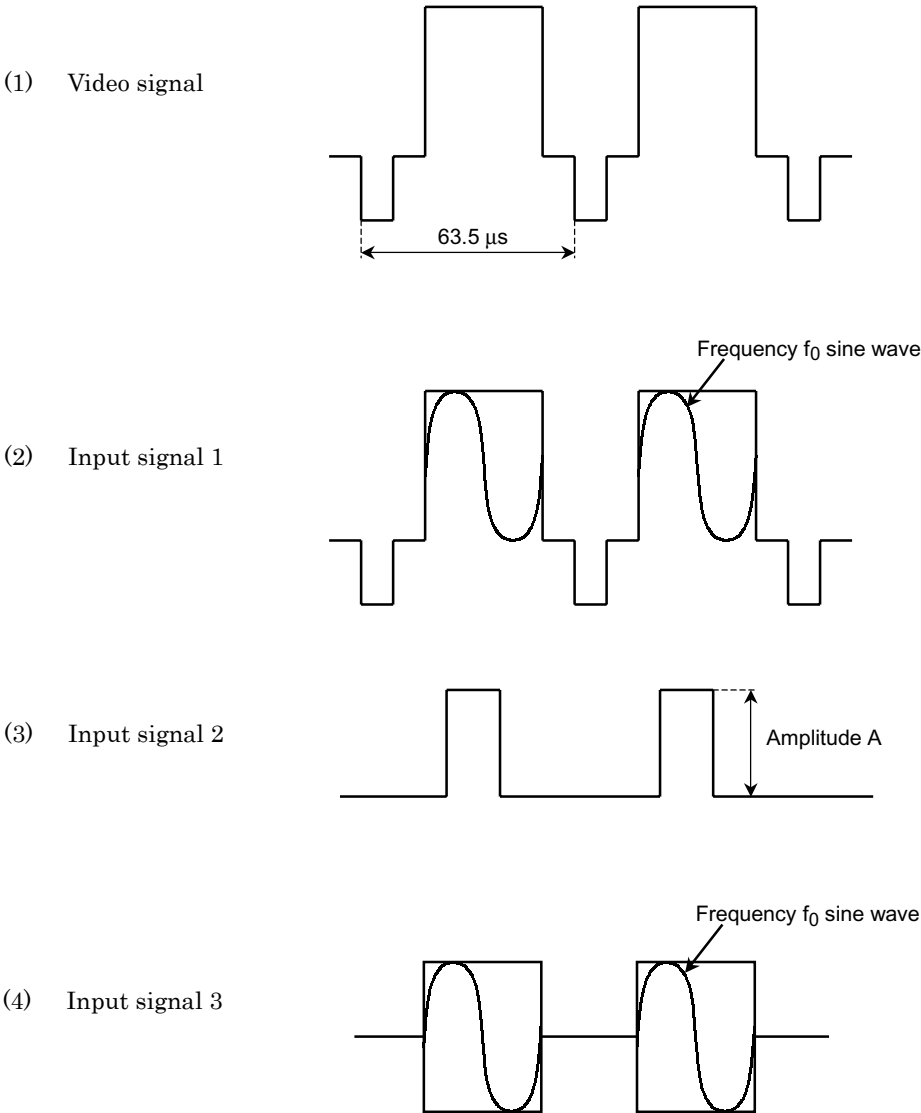 (1) Video signal
63.5 μs
Frequency f0 sine wave
(2) Input signal 1
(3) Input signal 2
Amplitude A
Frequency f0 sine wave
(4) Input signal 3